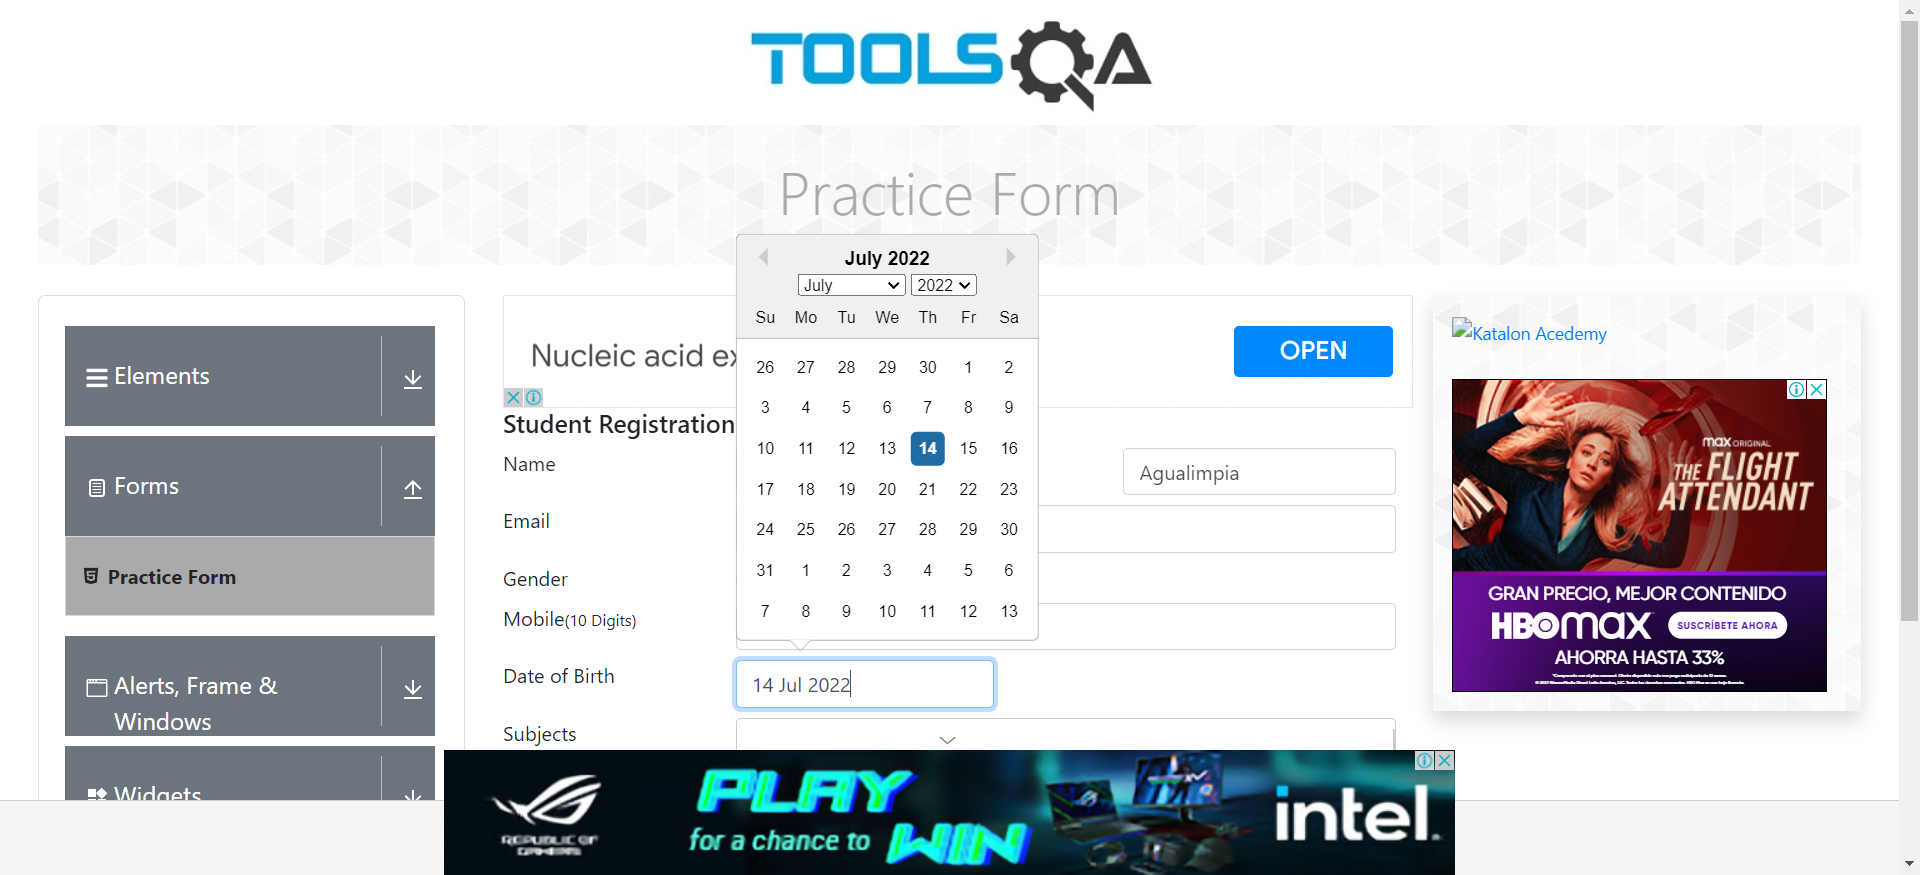 TOOLSQA
Practice Form
July 2022
July 2022
Su Mo Tu We Th Fr Sa
26 27 28 29 30 1 2
3 4 5 6 7 8 9
10 11 12 13 14 15 16
17 18 19 20 21 22 23
24 25 26 27 28 29 30
31 1 2 3 4 5 6
7 8 9 10 11 12 13
Elements
Forms
Practice Form
Alerts, Frame &
Windows
Widgets
Nucleic acid ex
OPEN
Student Registration
Name
Agualimpia
Email
Gender
Mobile(10 Digits)
Date of Birth
14 Jul 2022
Subjects
Katalon Acedemy
max ORIGINAL
THE FLIGHT
ATTENDANT
GRAN PRECIO, MEJOR CONTENIDO
HBOmax
SUSCRÍBETE AHORA
AHORRA HASTA 33%
REPUBLIC OF
GAMERS
PLAY
for a chance to
WIN
intel.